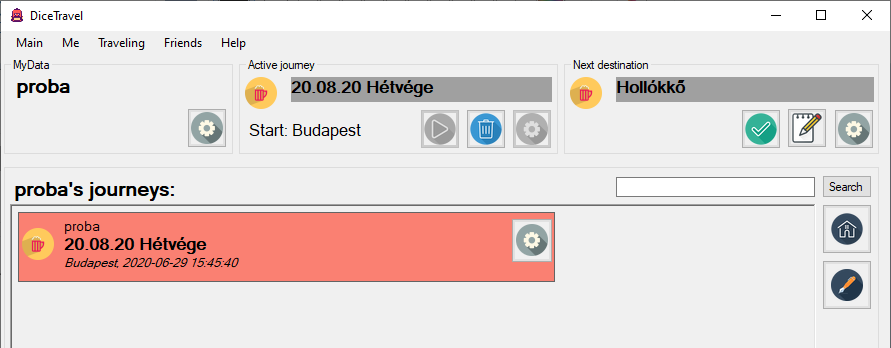 DiceTravel
Main Me Traveling Friends Help
MyData
proba
Active journey
20.08.20 Hétvége
Start: Budapest
Next destination
Hollókkő
proba's journeys:
Search
proba
20.08.20 Hétvége
Budapest, 2020-06-29 15:45:40